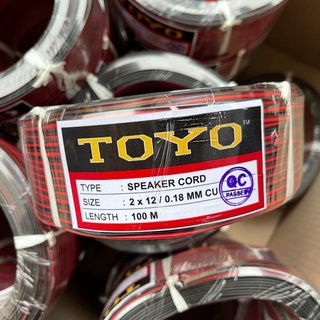 TOYO ™
TYPE : SPEAKER CORD
SIZE : 2 x 12 / 0.18 MM CU
LENGTH : 100 M
QC
PASSED